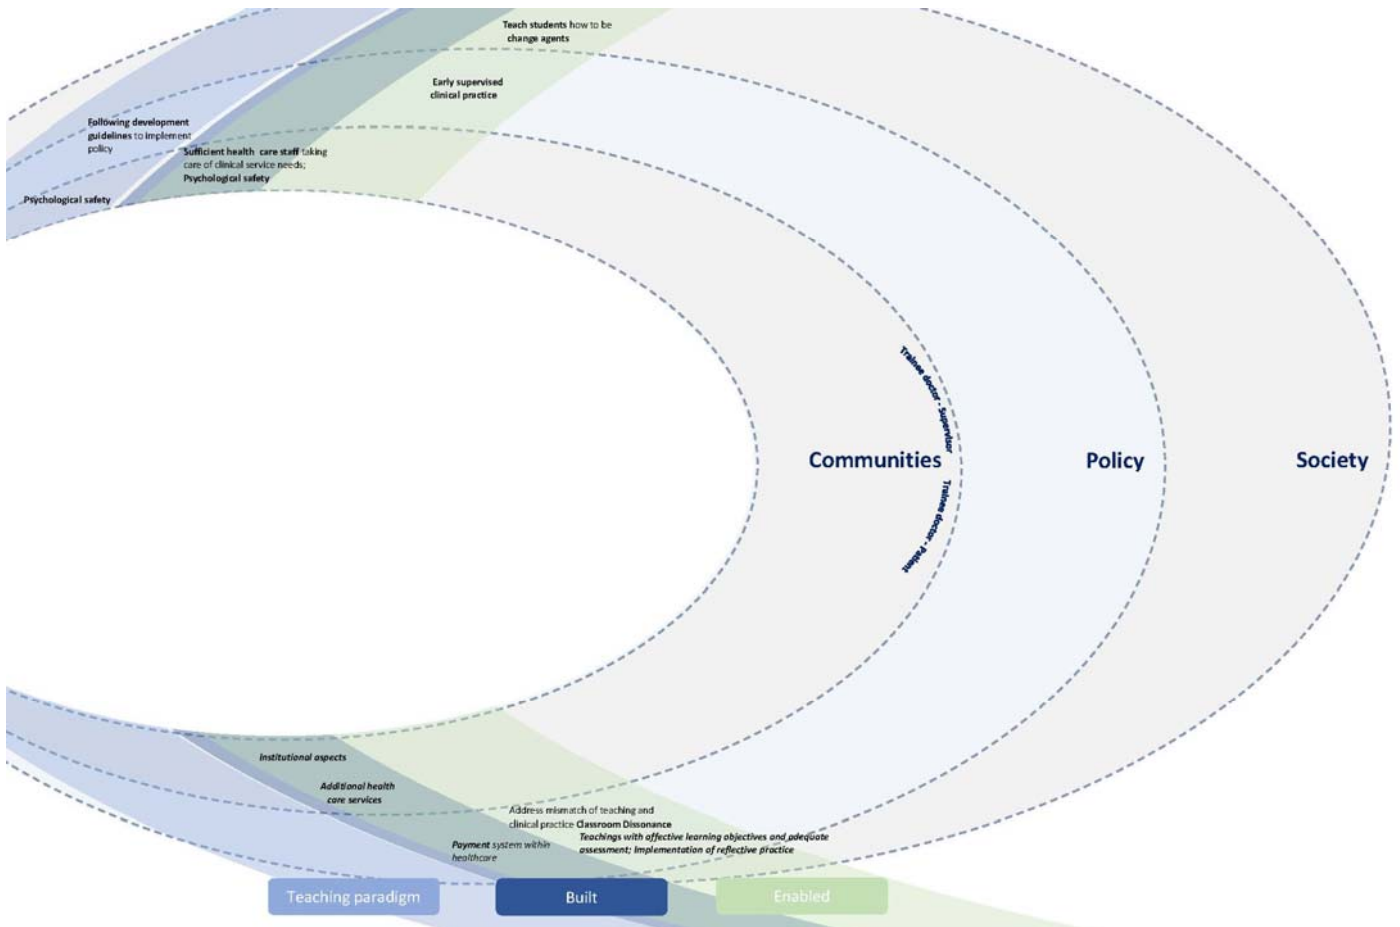 Teach students how to be
change agents
Early supervised
clinical practice
Following development
guidelines to implement
policy
Sufficient health care staff taking
care of clinical service needs;
Psychological safety
Psychological safety
Trainee doctor - Supervisor
Communities
Policy
Society
Trainee doctor - Patient
Institutional aspects
Additional health
care services
Address mismatch of teaching and
clinical practice Classroom Dissonance
Teachings with affective learning objectives and adequate
assessment; Implementation of reflective practice
Payment system within
healthcare
Teaching paradigm
Built
Enabled